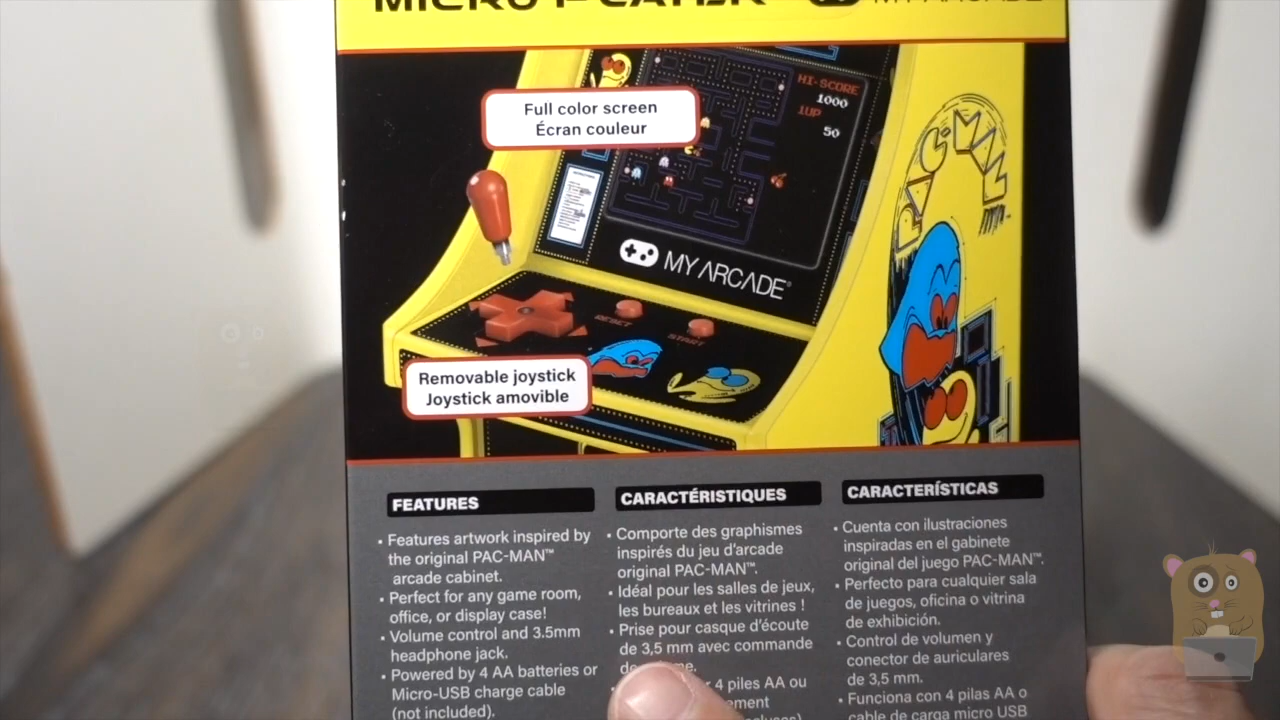 MICRO PLAYER
MY ARCADE
HI-SCORE
1000
1UP
50
Full color screen
Écran couleur
PAC-MAN
MY ARCADE®
RESET
START
Removable joystick
Joystick amovible
FEATURES
• Features artwork inspired by
the original PAC-MAN™
arcade cabinet.
• Perfect for any game room,
office, or display case!
• Volume control and 3.5mm
headphone jack.
• Powered by 4 AA batteries or
Micro-USB charge cable
(not included).
CARACTÉRISTIQUES
• Comporte des graphismes
inspirés du jeu d'arcade
original PAC-MAN™.
• Idéal pour les salles de jeux,
les bureaux et les vitrines !
• Prise pour casque d'écoute
de 3,5 mm avec commande
4 piles AA ou
CARACTERÍSTICAS
• Cuenta con ilustraciones
inspiradas en el gabinete
original del juego PAC-MAN™.
• Perfecto para cualquier sala
de juegos, oficina o vitrina
de exhibición.
• Control de volumen y
conector de auriculares
de 3,5 mm.
• Funciona con 4 pilas AA o
cable de carga micro USB